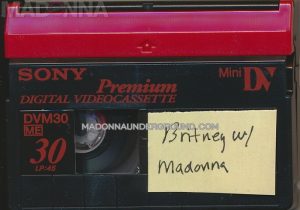 MADONNA
SONY
Premium
Mini DV
DIGITAL VIDEOCASSETTE
DVM30
ME
30
LP:45
MADONNAUNDERGROUND.COM
Britney w/
Madonna